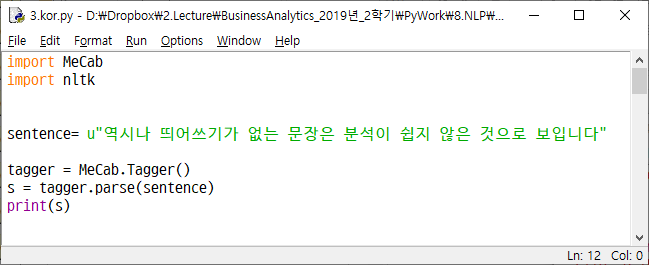 3.kor.py - D:₩Dropbox₩2.Lecture₩BusinessAnalytics_2019년_2학기₩PyWork₩8.NLP₩...
File Edit Format Run Options Window Help
import MeCab
import nltk
sentence= u"역시나 띄어쓰기가 없는 문장은 분석이 쉽지 않은 것으로 보입니다"
tagger = MeCab.Tagger()
s = tagger.parse(sentence)
print(s)
Ln: 12 Col: 0